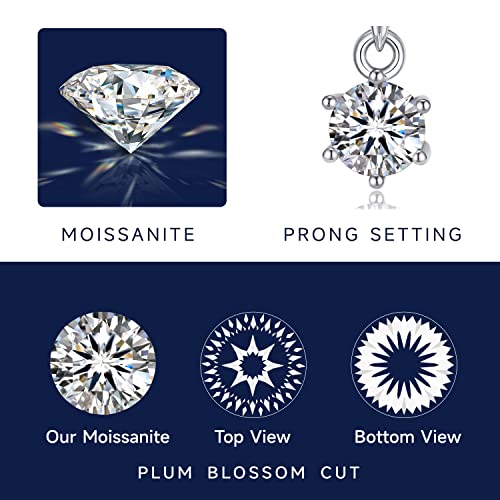 MOISSANITE
PRONG SETTING
Our Moissanite
Top View
Bottom View
PLUM BLOSSOM CUT